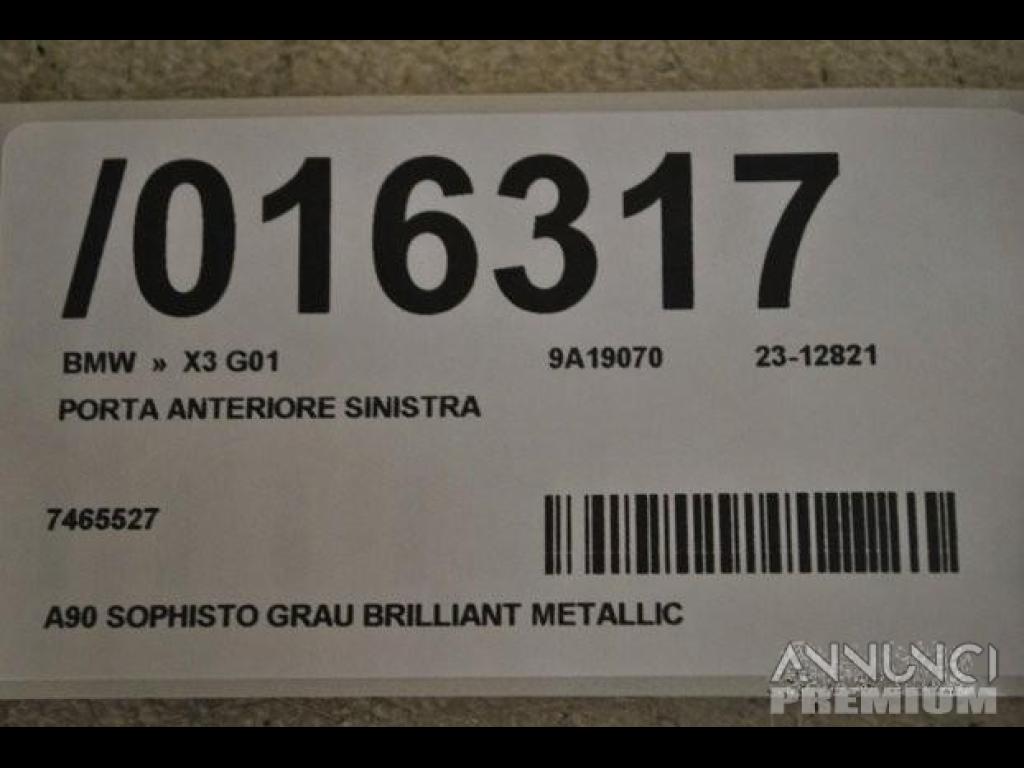 /016317
BMW » X3 G01 9A19070 23-12821
PORTA ANTERIORE SINISTRA
7465527
A90 SOPHISTO GRAU BRILLIANT METALLIC
ANNUNCI
PREMIUM